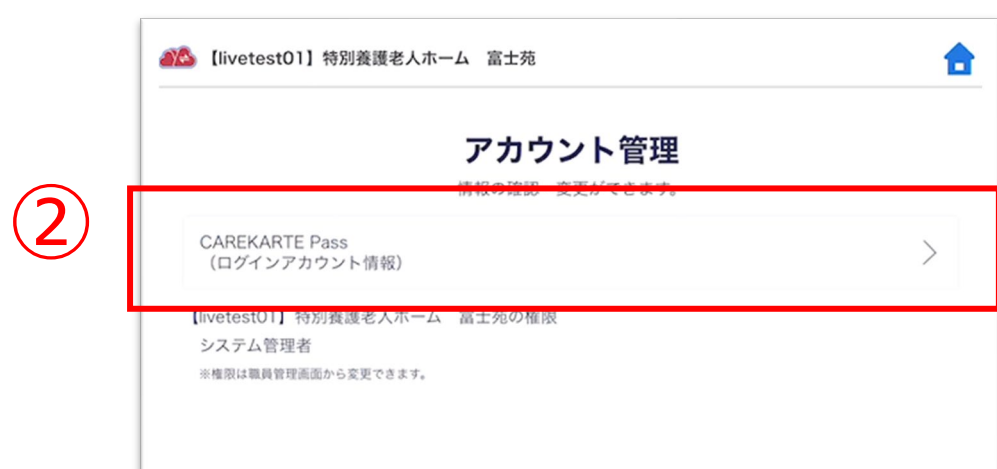 【livetest01】特別養護老人ホーム　富士苑
アカウント管理
情報の確認　変更ができます。
②
CAREKARTE Pass
（ログインアカウント情報）
【livetest01】特別養護老人ホーム　富士苑の権限
システム管理者
※権限は職員管理画面から変更できます。